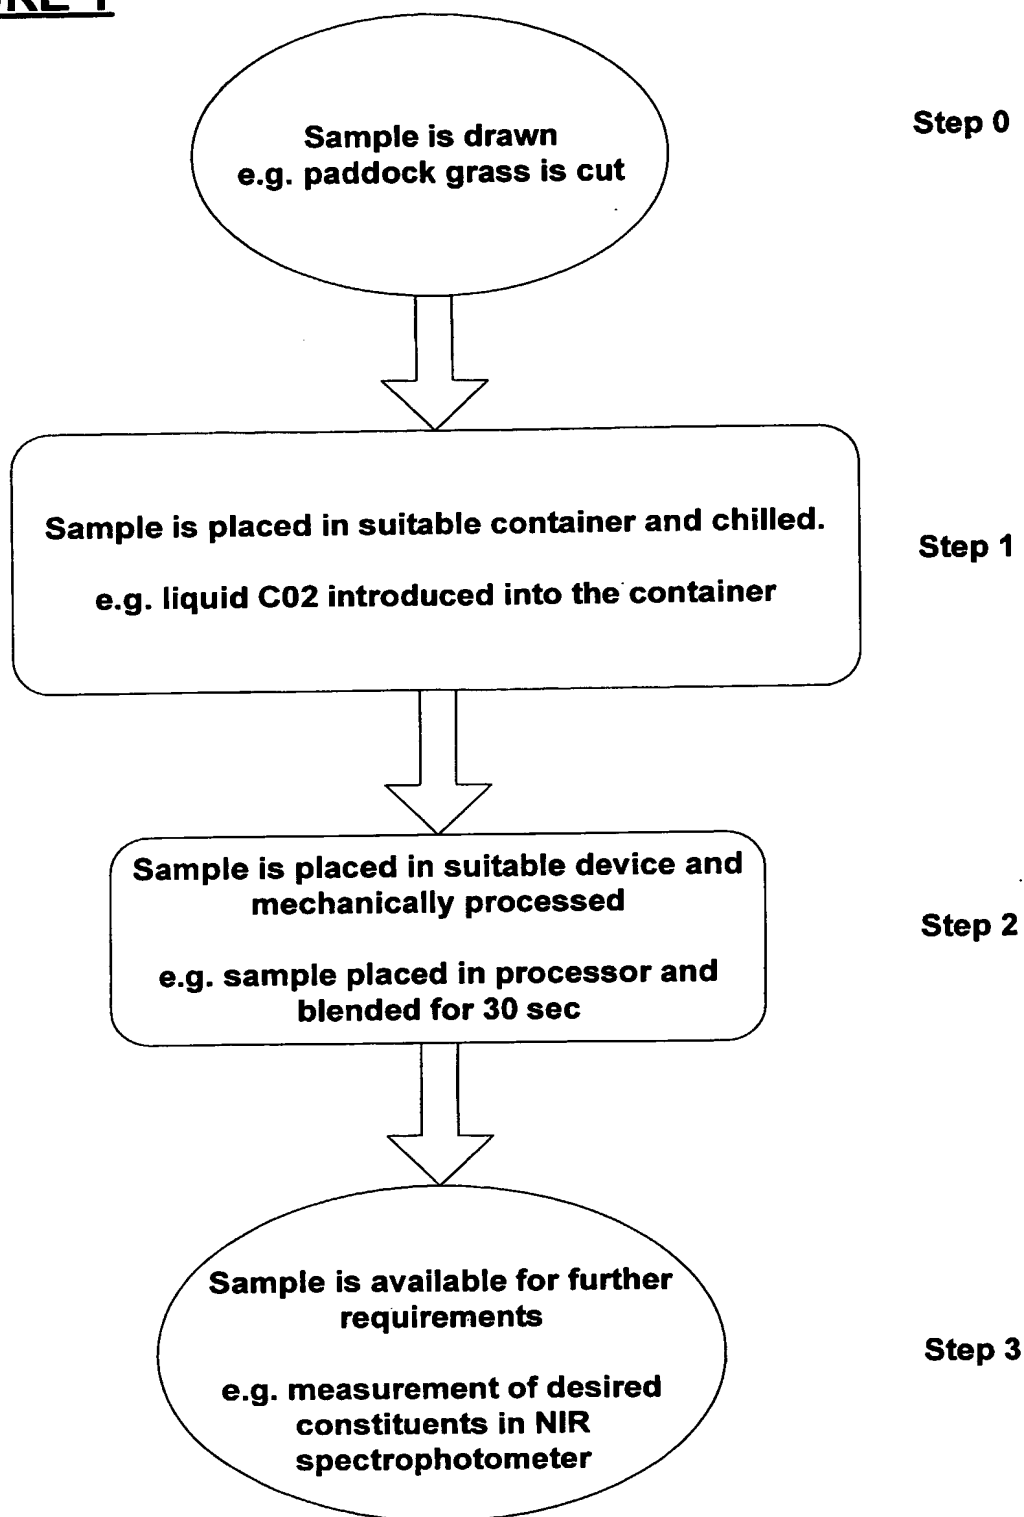 Sample is drawn
e.g. paddock grass is cut
Step 0
Sample is placed in suitable container and chilled.
e.g. liquid C02 introduced into the container
Step 1
Sample is placed in suitable device and
mechanically processed
e.g. sample placed in processor and
blended for 30 sec
Step 2
Sample is available for further
requirements
e.g. measurement of desired
constituents in NIR
spectrophotometer
Step 3